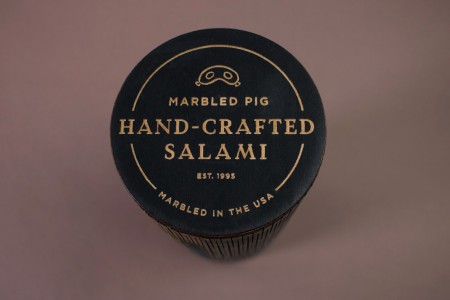 MARBLED PIG
HAND-CRAFTED
SALAMI
EST. 1995
MARBLED IN THE USA